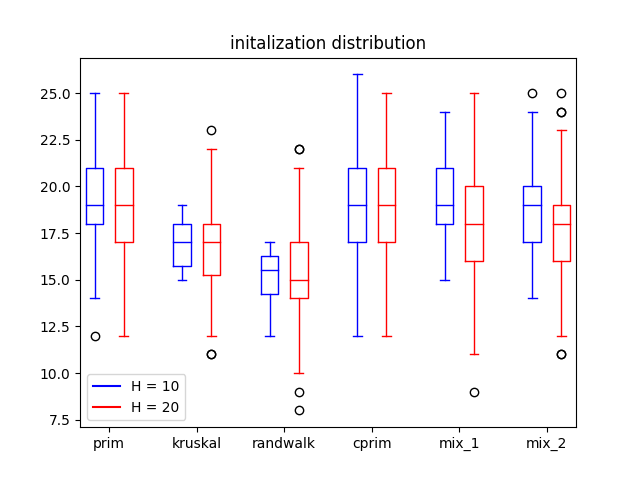 initalization distribution
25.0
22.5
20.0
17.5
15.0
12.5
10.0
7.5
H = 10
H = 20
prim kruskal randwalk cprim mix_1 mix_2